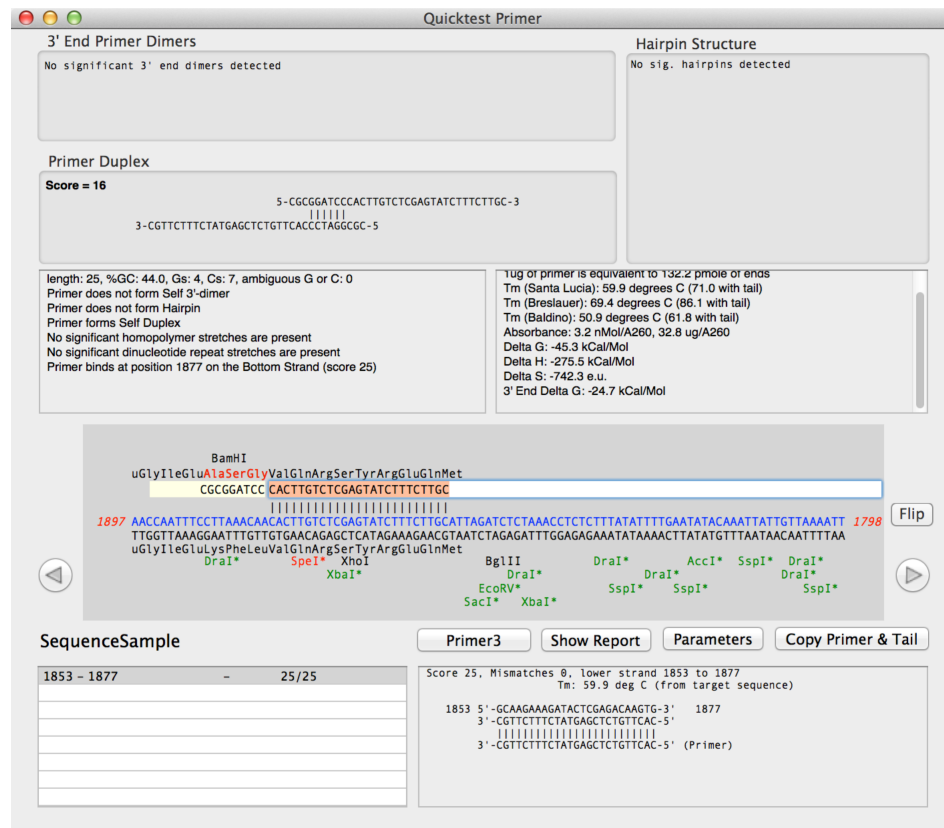 Quicktest Primer
3' End Primer Dimers
No significant 3' end dimers detected
Hairpin Structure
No sig. hairpins detected
Primer Duplex
Score = 16
5-CGCGGATCCCACTTGTCTCGAGTATCTTTCTTGC-3
||||||
3-CGTTCTTTCTATGAGCTCTGTTCACCCTAGGCGC-5
length: 25, %GC: 44.0, Gs: 4, Cs: 7, ambiguous G or C: 0
Primer does not form Self 3'-dimer
Primer does not form Hairpin
Primer forms Self Duplex
No significant homopolymer stretches are present
No significant dinucleotide repeat stretches are present
Primer binds at position 1877 on the Bottom Strand (score 25)
1ug of primer is equivalent to 132.2 pmole of ends
Tm (Santa Lucia): 59.9 degrees C (71.0 with tail)
Tm (Breslauer): 69.4 degrees C (86.1 with tail)
Tm (Baldino): 50.9 degrees C (61.8 with tail)
Absorbance: 3.2 nMol/A260, 32.8 ug/A260
Delta G: -45.3 kCal/Mol
Delta H: -275.5 kCal/Mol
Delta S: -742.3 e.u.
3' End Delta G: -24.7 kCal/Mol
BamHI
uGlyIleGluAlaSerGlyValGlnArgSerTyrArgGluGlnMet
CGCGGATCC CACTTGTCTCGAGTATCTTTCTTGC
|||||||||||||||||||||||||
1897 AACCAATTTCCTTAAACAACACTTGTCTCGAGTATCTTTCTTGCATTAGATCTCTAAACCTCTCTTTATATTTTGAATATACAAATTATTGTTAAAATT 1798
TTGGTTAAAGGAATTTGTTGTGAACAGAGCTCATAGAAAGAACGTAATCTAGAGATTTGGAGAGAAATATAAAACTTATATGTTTAATAACAATTTTAA
uGlyIleGluLysPheLeuValGlnArgSerTyrArgGluGlnMet
DraI* SpeI* XhoI BglII DraI* AccI* SspI* DraI*
XbaI* DraI* DraI* DraI*
EcoRV* SspI* SspI* SspI*
SacI* XbaI*
Flip
SequenceSample
Primer3
Show Report
Parameters
Copy Primer & Tail
1853 - 1877 - 25/25
Score 25, Mismatches 0, lower strand 1853 to 1877
Tm: 59.9 deg C (from target sequence)
1853 5'-GCAAGAAAGATACTCGAGACAAGTG-3' 1877
3'-CGTTCTTTCTATGAGCTCTGTTCAC-5'
|||||||||||||||||||||||||
3'-CGTTCTTTCTATGAGCTCTGTTCAC-5' (Primer)